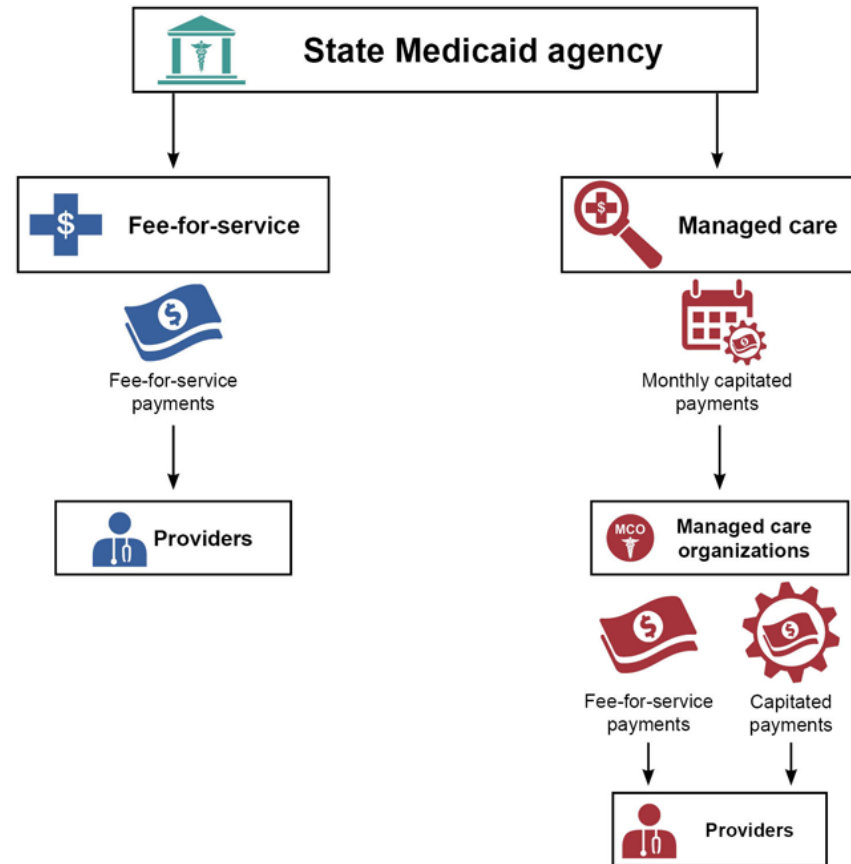 State Medicaid agency
$
Fee-for-service
$
Managed care
$
Fee-for-service
payments
$
Monthly capitated
payments
Providers
MCO
Managed care
organizations
$
$
Fee-for-service
payments
Capitated
payments
Providers